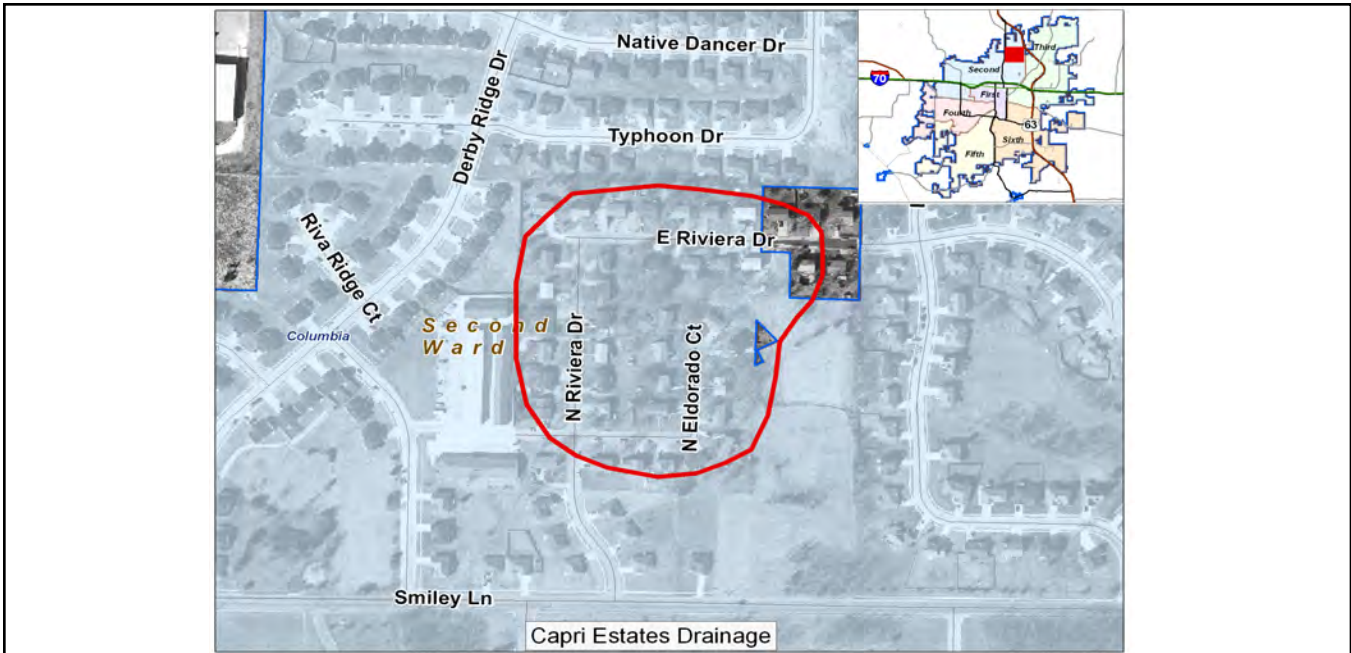 Native Dancer Dr
Derby Ridge Dr
Typhoon Dr
Riva Ridge Ct
E Riviera Dr
Columbia
Second
Ward
N Riviera Dr
N Eldorado Ct
Smiley Ln
Capri Estates Drainage
Third
Second
70
First
Fourth
63
Sixth
Fifth